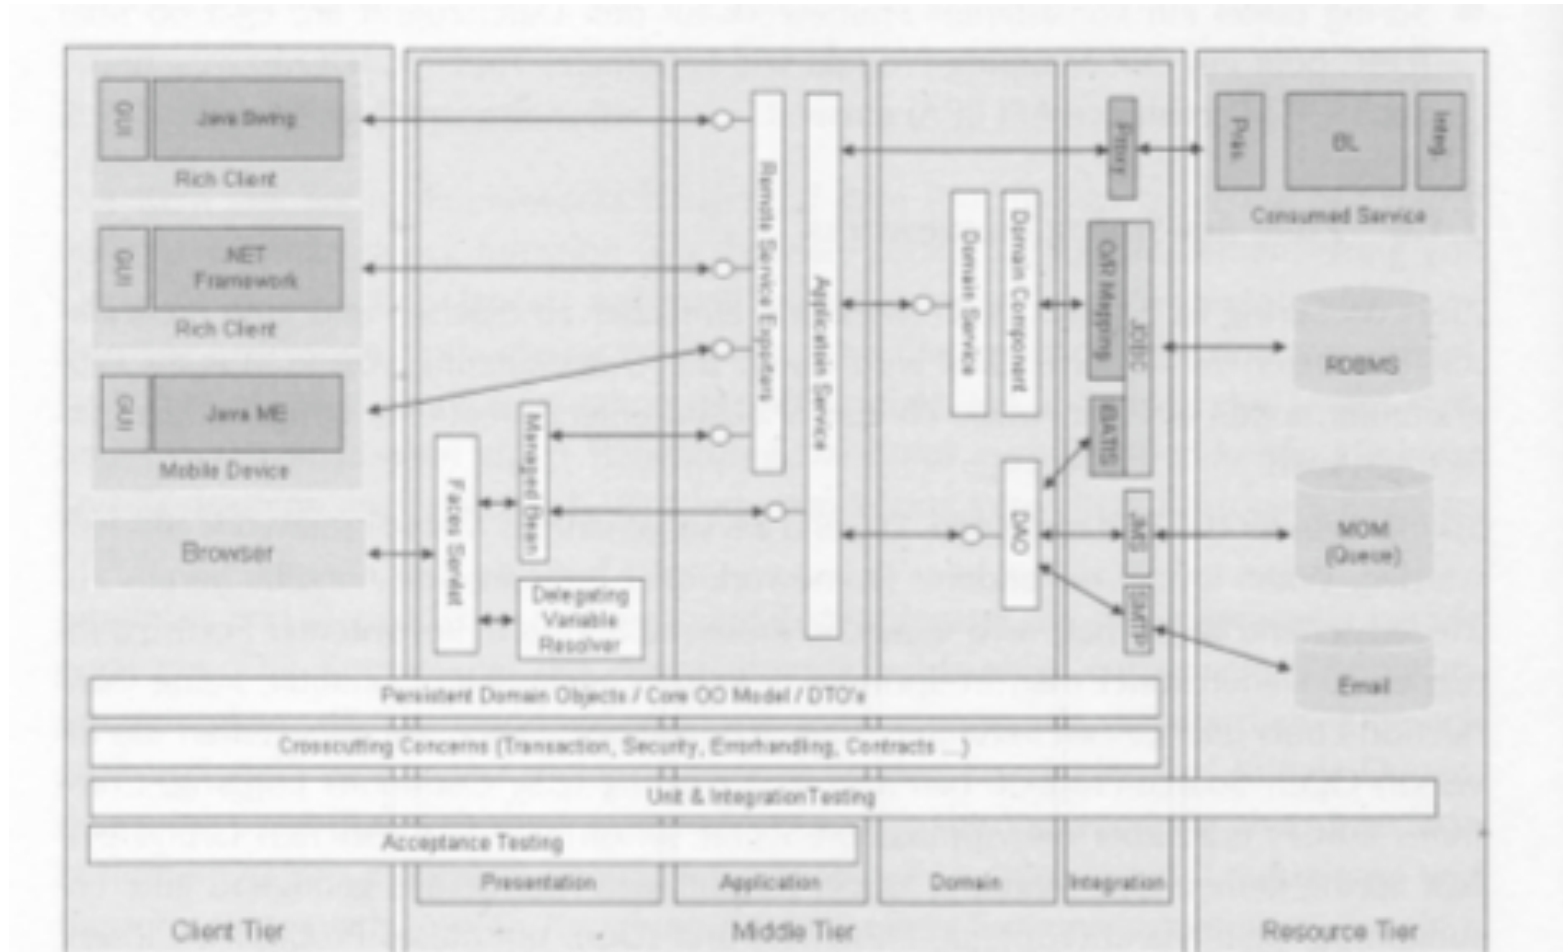 GUI
Java Swing
Rich Client
GUI
.NET
Framework
Rich Client
GUI
Java ME
Mobile Device
Browser
Faces Servlet
Managed Bean
Delegating
Variable
Resolver
Remote Service Exporters
Application Service
Domain Service
Domain Component
DAO
Proxy
O/R Mapping
JDBC
iBATIS
JMS
SMTP
Pres.
BL
Integ.
Consumed Service
RDBMS
MOM
(Queue)
Email
Persistent Domain Objects / Core OO Model / DTO's
Crosscutting Concerns (Transaction, Security, Errorhandling, Contracts ...)
Unit & IntegrationTesting
Acceptance Testing
Presentation
Application
Domain
Integration
Client Tier
Middle Tier
Resource Tier